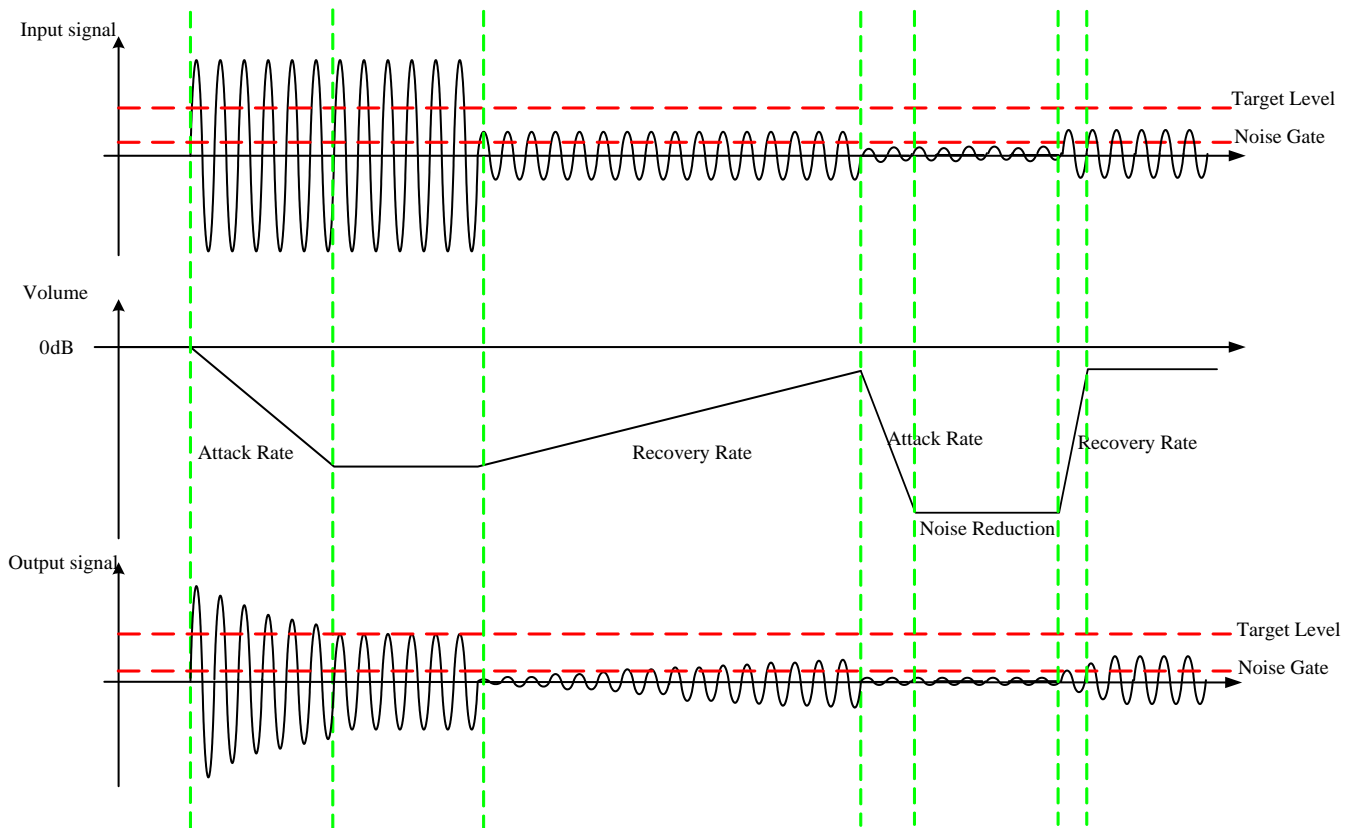 Input signal
Target Level
Noise Gate
Volume
0dB
Attack Rate
Recovery Rate
Attack Rate
Recovery Rate
Noise Reduction
Output signal
Target Level
Noise Gate